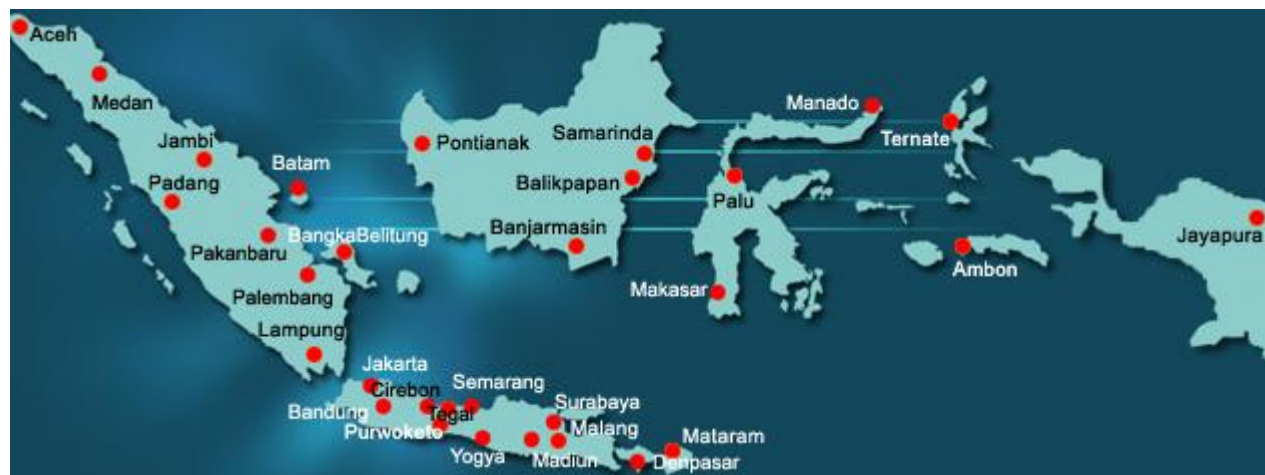 Aceh
Medan
Manado
Ternate
Jambi
Pontianak
Samarinda
Batam
Padang
Balikpapan
Palu
Banjarmasin
BangkaBelitung
Jayapura
Pakanbaru
Ambon
Makasar
Palembang
Lampung
Jakarta
Cirebon
Semarang
Surabaya
Bandung
Tegal
Purwoketo
Malang
Mataram
Yogya
Madiun
Denpasar